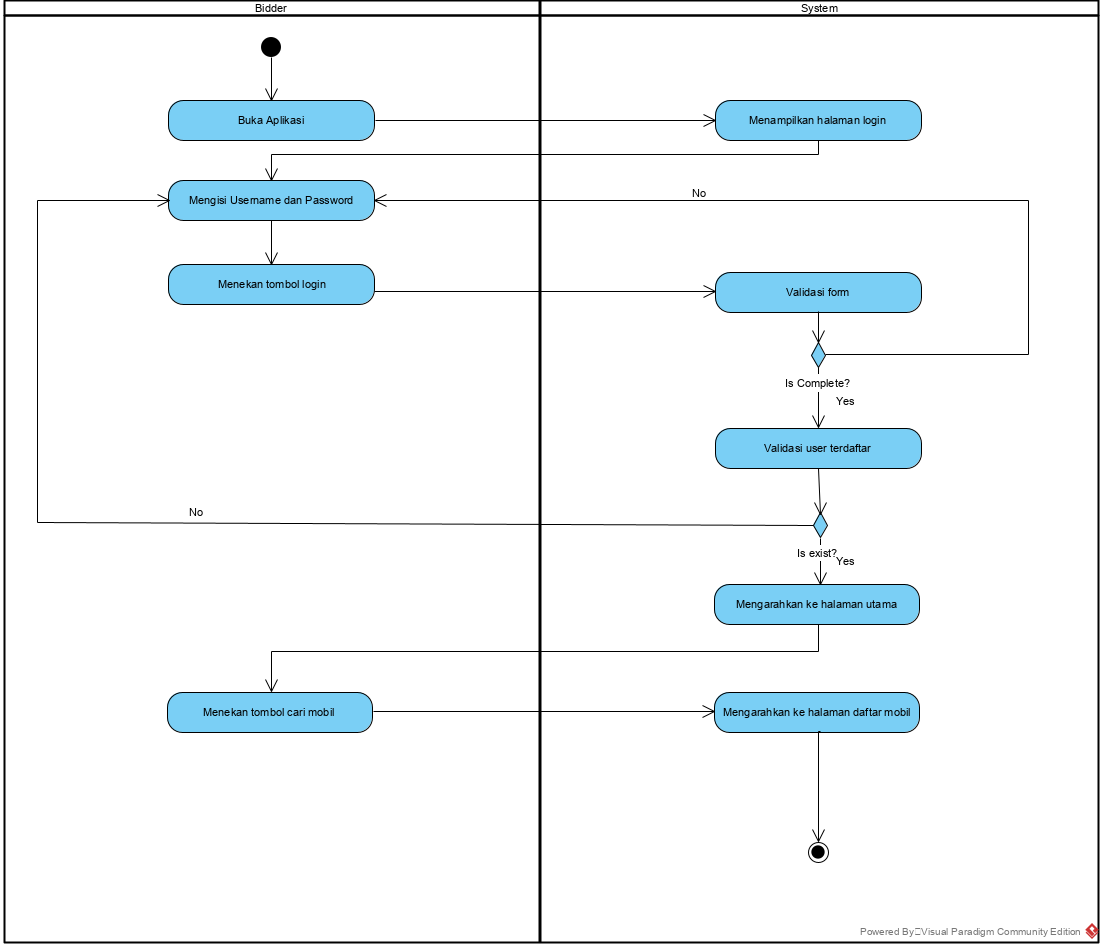 Bidder
System
Buka Aplikasi
Menampilkan halaman login
Mengisi Username dan Password
No
Menekan tombol login
Validasi form
Is Complete?
Yes
Validasi user terdaftar
No
Is exist?
Yes
Mengarahkan ke halaman utama
Menekan tombol cari mobil
Mengarahkan ke halaman daftar mobil
Powered By Visual Paradigm Community Edition